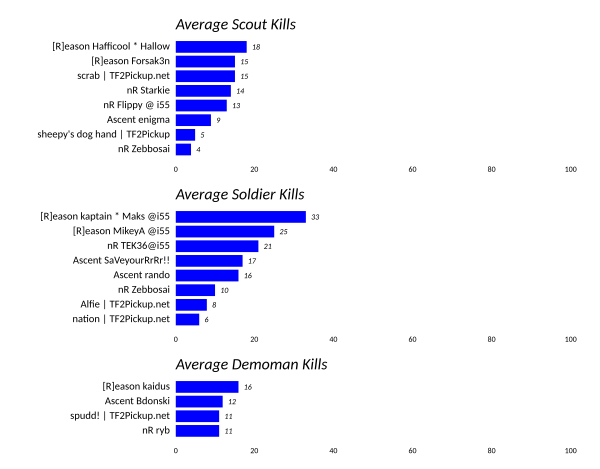 Average Scout Kills
[R]eason Hafficool * Hallow 18
[R]eason Forsak3n 15
scrab | TF2Pickup.net 15
nR Starkie 14
nR Flippy @ i55 13
Ascent enigma 9
sheepy's dog hand | TF2Pickup 5
nR Zebbosai 4
0 20 40 60 80 100
Average Soldier Kills
[R]eason kaptain * Maks @i55 33
[R]eason MikeyA @i55 25
nR TEK36@i55 21
Ascent SaVeyourRrRr!! 17
Ascent rando 16
nR Zebbosai 10
Alfie | TF2Pickup.net 8
nation | TF2Pickup.net 6
0 20 40 60 80 100
Average Demoman Kills
[R]eason kaidus 16
Ascent Bdonski 12
spudd! | TF2Pickup.net 11
nR ryb 11
0 20 40 60 80 100